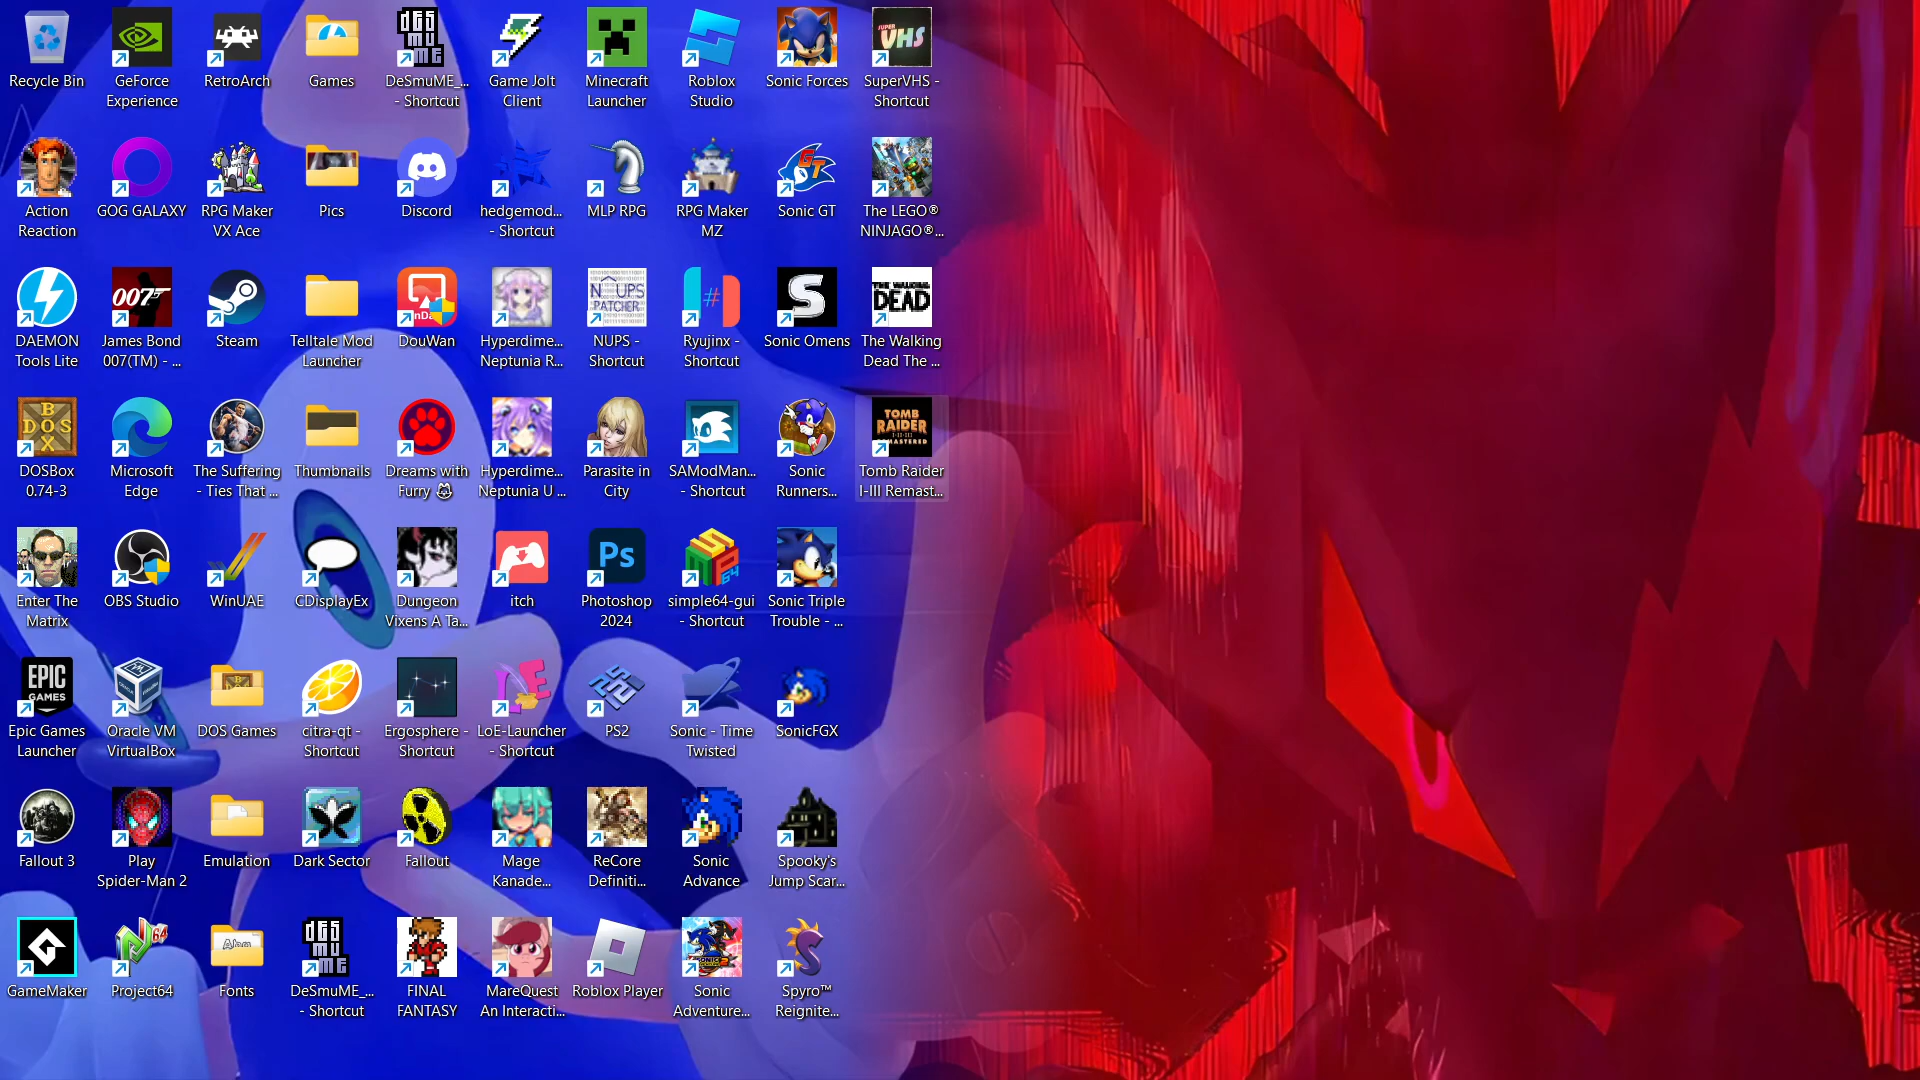 Recycle Bin
GeForce
Experience
RetroArch
Games
DeSmuME_...
- Shortcut
Game Jolt
Client
Minecraft
Launcher
Roblox
Studio
Sonic Forces
SuperVHS -
Shortcut
Action
Reaction
GOG GALAXY
RPG Maker
VX Ace
Pics
Discord
hedgemod...
- Shortcut
MLP RPG
RPG Maker
MZ
Sonic GT
The LEGO®
NINJAGO®...
DAEMON
Tools Lite
James Bond
007(TM) - ...
Steam
Telltale Mod
Launcher
DouWan
Hyperdime...
Neptunia R...
NUPS -
Shortcut
Ryujinx -
Shortcut
Sonic Omens
The Walking
Dead The ...
DOSBox
0.74-3
Microsoft
Edge
The Suffering
- Ties That ...
Thumbnails
Dreams with
Furry 
Hyperdime...
Neptunia U ...
Parasite in
City
SAModMan...
- Shortcut
Sonic
Runners...
Tomb Raider
I-III Remast...
Enter The
Matrix
OBS Studio
WinUAE
CDisplayEx
Dungeon
Vixens A Ta...
itch
Photoshop
2024
simple64-gui
- Shortcut
Sonic Triple
Trouble - ...
Epic Games
Launcher
Oracle VM
VirtualBox
DOS Games
citra-qt -
Shortcut
Ergosphere -
Shortcut
LoE-Launcher
- Shortcut
PS2
Sonic - Time
Twisted
SonicFGX
Fallout 3
Play
Spider-Man 2
Emulation
Dark Sector
Fallout
Mage
Kanade...
ReCore
Definiti...
Sonic
Advance
Spooky's
Jump Scar...
GameMaker
Project64
Fonts
DeSmuME_...
- Shortcut
FINAL
FANTASY
MareQuest
An Interacti...
Roblox Player
Sonic
Adventure...
Spyro™
Reignite...